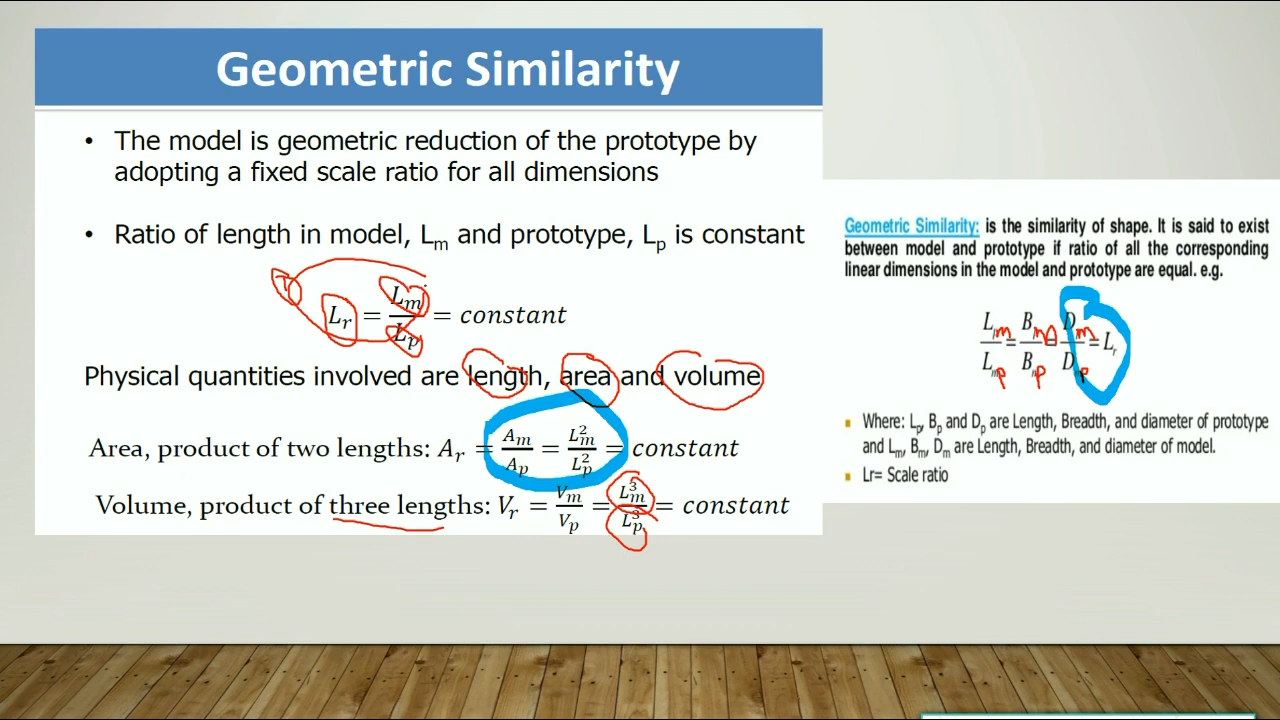 Geometric Similarity
• The model is geometric reduction of the prototype by
adopting a fixed scale ratio for all dimensions
• Ratio of length in model, Lm and prototype, Lp is constant
Lr = Lm/Lp = constant
Physical quantities involved are length, area and volume
Area, product of two lengths: Ar = Am/Ap = L²m/L²p = constant
Volume, product of three lengths: Vr = Vm/Vp = L³m/L³p = constant
Geometric Similarity: is the similarity of shape. It is said to exist
between model and prototype if ratio of all the corresponding
linear dimensions in the model and prototype are equal. e.g.
Lm/Lp = Bm/Bp = Dm/Dp = Lr
Where: Lp, Bp and Dp are Length, Breadth, and diameter of prototype
and Lm, Bm, Dm are Length, Breadth, and diameter of model.
Lr= Scale ratio